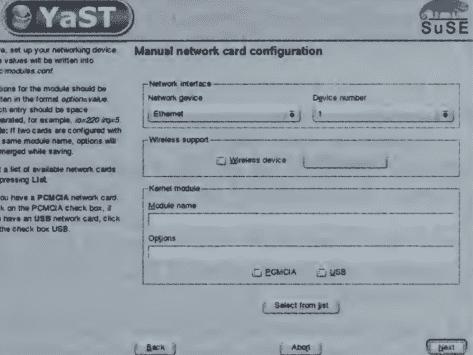 YaST
SuSE
Manual network card configuration
, set up your networking device.
values will be written into
modules.conf.
ions for the module should be
ten in the format option=value.
ch entry should be space
arated, for example, io=220 irq=5.
te: If two cards are configured with
same module name, options will
merged while saving.
t a list of available network cards
pressing List.
ou have a PCMCIA network card,
k on the PCMCIA check box, if
have an USB network card, click
the check box USB.
Network interface
Network device
Device number
Ethernet
1
Wireless support
Wireless device
Kernel module
Module name
Options
PCMCIA
USB
Select from list
Back
Abort
Next